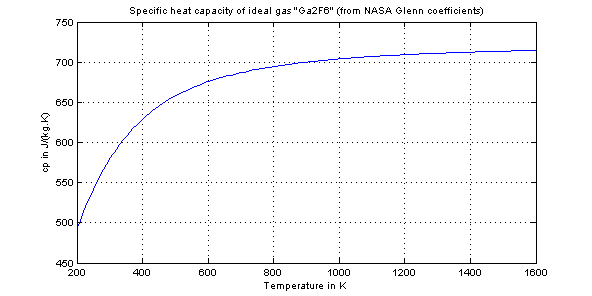 Specific heat capacity of ideal gas "Ga2F6" (from NASA Glenn coefficients)
750
700
650
600
550
500
450
cp in J/(kg.K)
200 400 600 800 1000 1200 1400 1600
Temperature in K